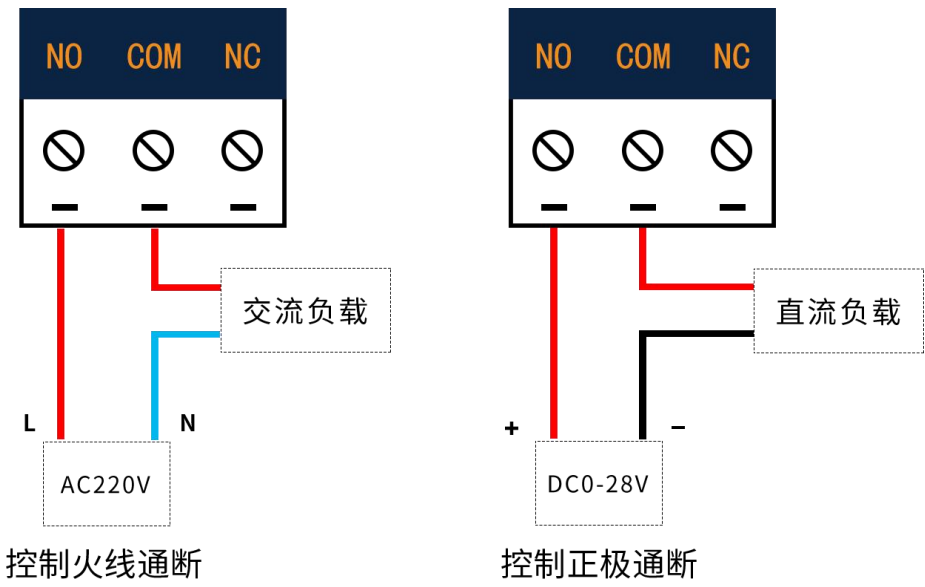 NO COM NC
交流负载
L N
AC220V
控制火线通断
NO COM NC
直流负载
+ −
DC0-28V
控制正极通断